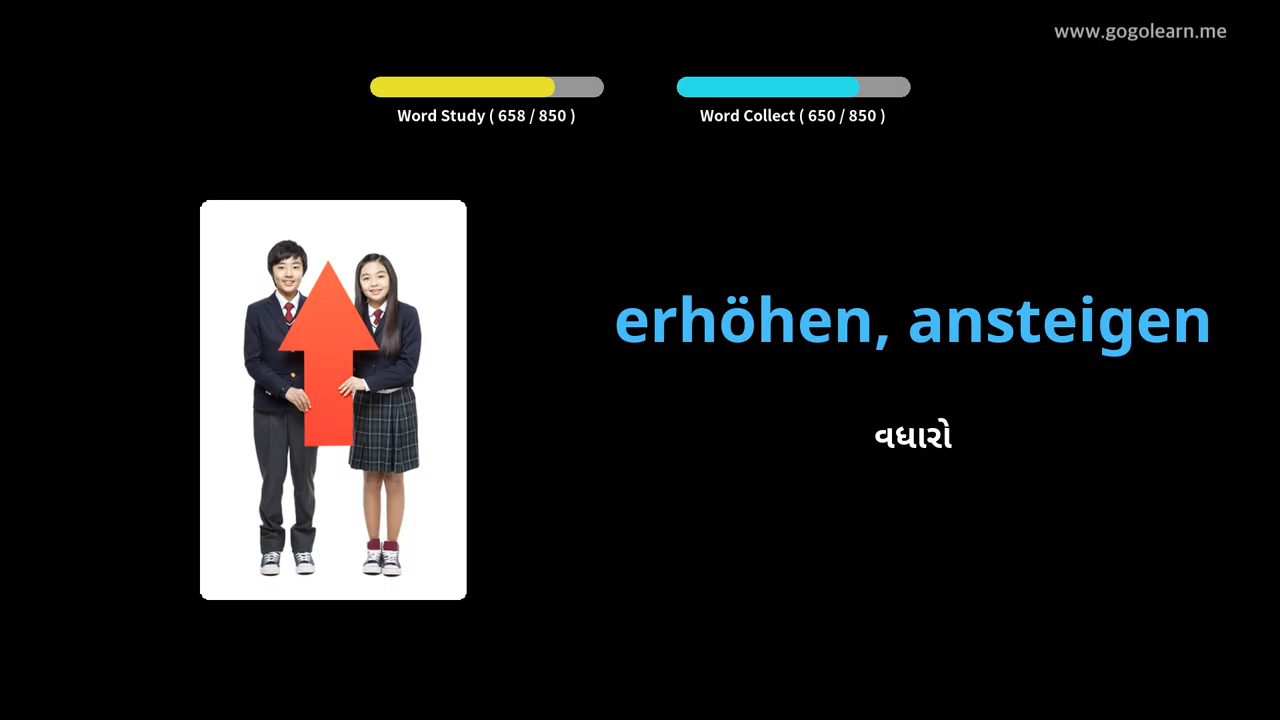 www.gogolearn.me
Word Study ( 658 / 850 )
Word Collect ( 650 / 850 )
erhöhen, ansteigen
વધારો